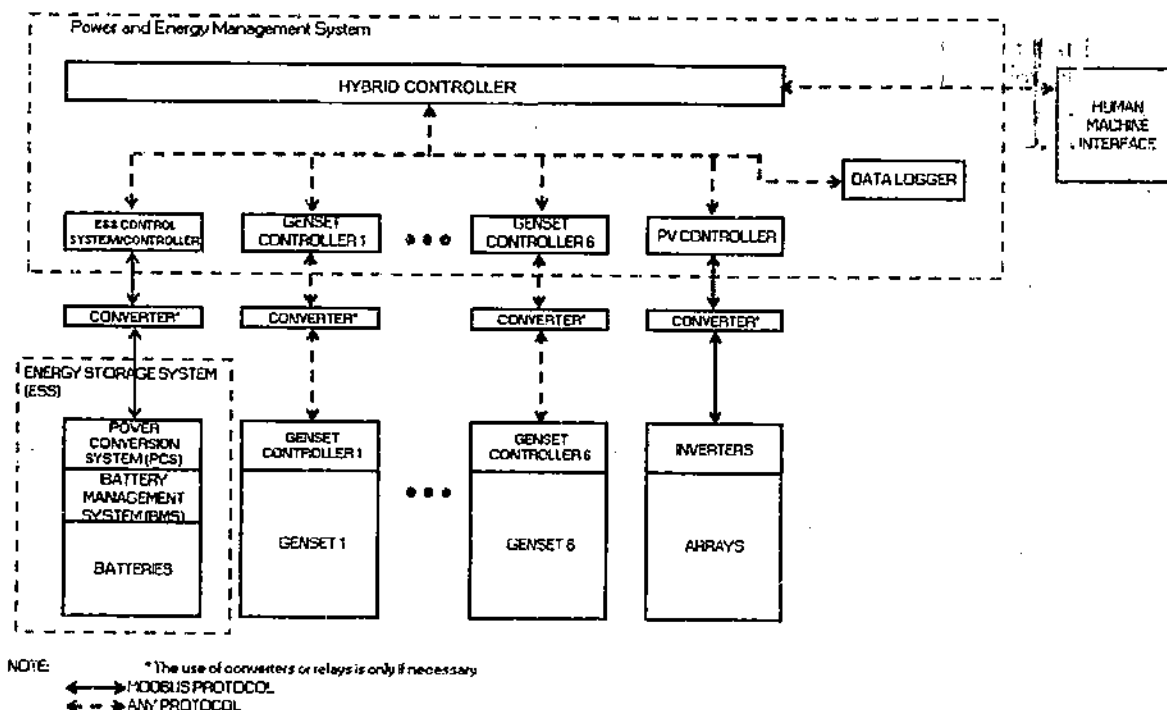 Power and Energy Management System
HYBRID CONTROLLER
HUMAN
MACHINE
INTERFACE
DATA LOGGER
ESS CONTROL
SYSTEM/CONTROLLER
GENSET
CONTROLLER 1
GENSET
CONTROLLER 6
PV CONTROLLER
CONVERTER*
CONVERTER*
CONVERTER*
CONVERTER*
ENERGY STORAGE SYSTEM
(ESS)
POWER
CONVERSION
SYSTEM (PCS)
BATTERY
MANAGEMENT
SYSTEM (BMS)
BATTERIES
GENSET
CONTROLLER 1
GENSET 1
GENSET
CONTROLLER 6
GENSET 6
INVERTERS
ARRAYS
NOTE:
* The use of converters or relays is only if necessary
MODBUS PROTOCOL
ANY PROTOCOL